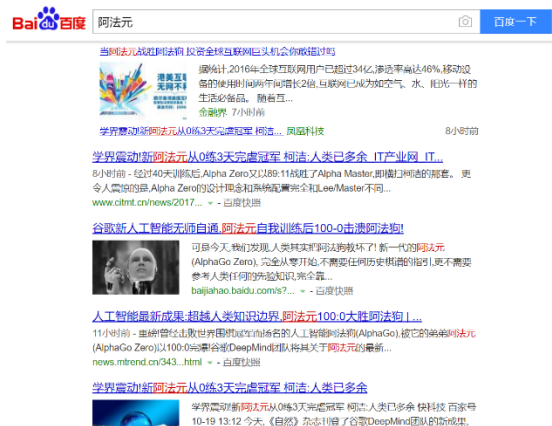 Bai百度 阿法元 百度一下
当阿法元战胜阿法狗 投资全球互联网巨头机会你敢错过吗
港美互联
无网不利
据统计,2016年全球互联网用户已超过34亿,渗透率高达46%,移动设
备的使用时间两年间增长2倍,互联网已成为如空气、水、阳光一样的
生活必备品。 随着互...
金融界 7小时前
学界震动!新阿法元从0练3天完虐冠军 柯洁... 凤凰科技 8小时前
学界震动!新阿法元从0练3天完虐冠军 柯洁:人类已多余_IT产业网_IT...
8小时前 - 经过40天训练后,Alpha Zero又以89:11战胜了Alpha Master,即横扫柯洁的那套。 更
令人震惊的是,Alpha Zero的设计理念和系统配置完全和Lee/Master不同...
www.citmt.cn/news/2017... - 百度快照
谷歌新人工智能无师自通,阿法元自我训练后100-0击溃阿法狗!
可是今天,我们发现,人类其实把阿法狗教坏了! 新一代的阿法元
(AlphaGo Zero), 完全从零开始,不需要任何历史棋谱的指引,更不需要
参考人类任何的先验知识,完全靠...
baijiahao.baidu.com/s?... - 百度快照
人工智能最新成果:超越人类知识边界,阿法元100:0大胜阿法狗 | ...
11小时前 - 重磅!曾经击败世界围棋冠军而扬名的人工智能阿法狗(AlphaGo),被它的弟弟阿法元
(AlphaGo Zero)以100:0完爆!谷歌DeepMind团队将其关于阿法元的最新...
news.mtrend.cn/343...html - 百度快照
学界震动!新阿法元从0练3天完虐冠军 柯洁:人类已多余
学界震动!新阿法元从0练3天完虐冠军 柯洁:人类已多余 快科技 百家号
10-19 13:12 今天,《自然》杂志刊登了谷歌DeepMind团队的新成果,